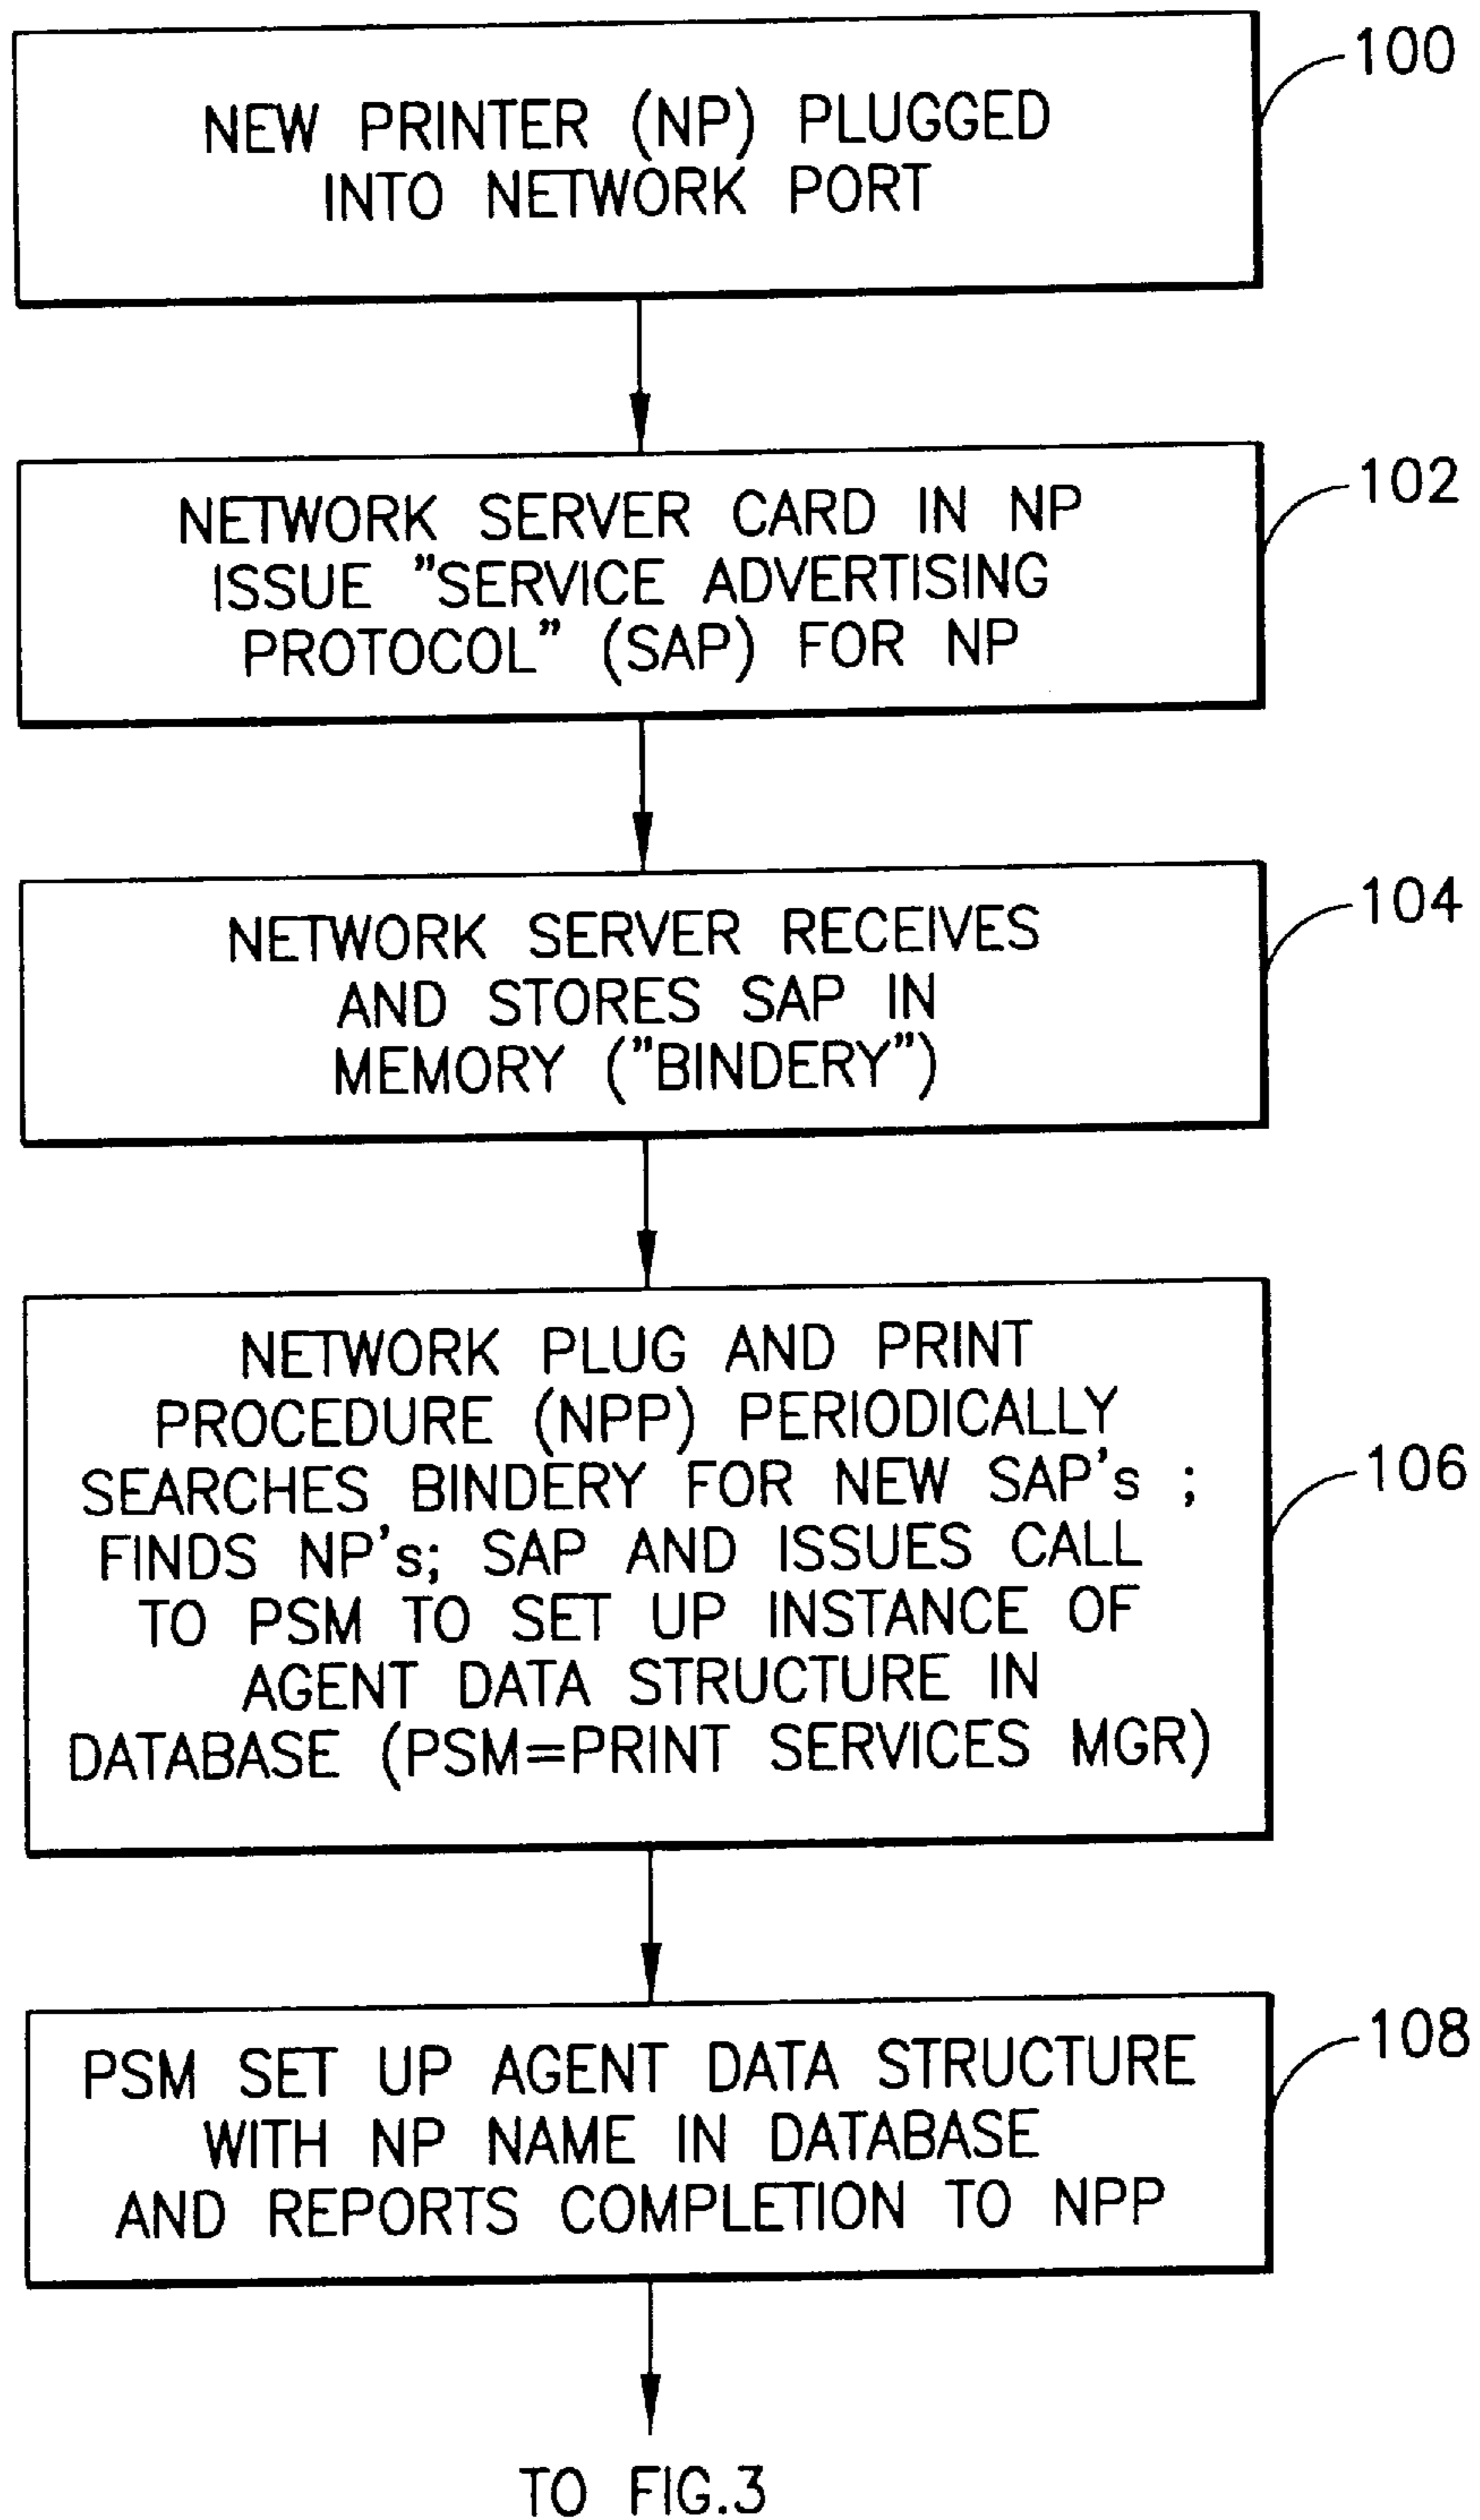 100
NEW PRINTER (NP) PLUGGED
INTO NETWORK PORT
102
NETWORK SERVER CARD IN NP
ISSUE "SERVICE ADVERTISING
PROTOCOL" (SAP) FOR NP
104
NETWORK SERVER RECEIVES
AND STORES SAP IN
MEMORY ("BINDERY")
106
NETWORK PLUG AND PRINT
PROCEDURE (NPP) PERIODICALLY
SEARCHES BINDERY FOR NEW SAP's ;
FINDS NP's; SAP AND ISSUES CALL
TO PSM TO SET UP INSTANCE OF
AGENT DATA STRUCTURE IN
DATABASE (PSM=PRINT SERVICES MGR)
108
PSM SET UP AGENT DATA STRUCTURE
WITH NP NAME IN DATABASE
AND REPORTS COMPLETION TO NPP
TO FIG.3